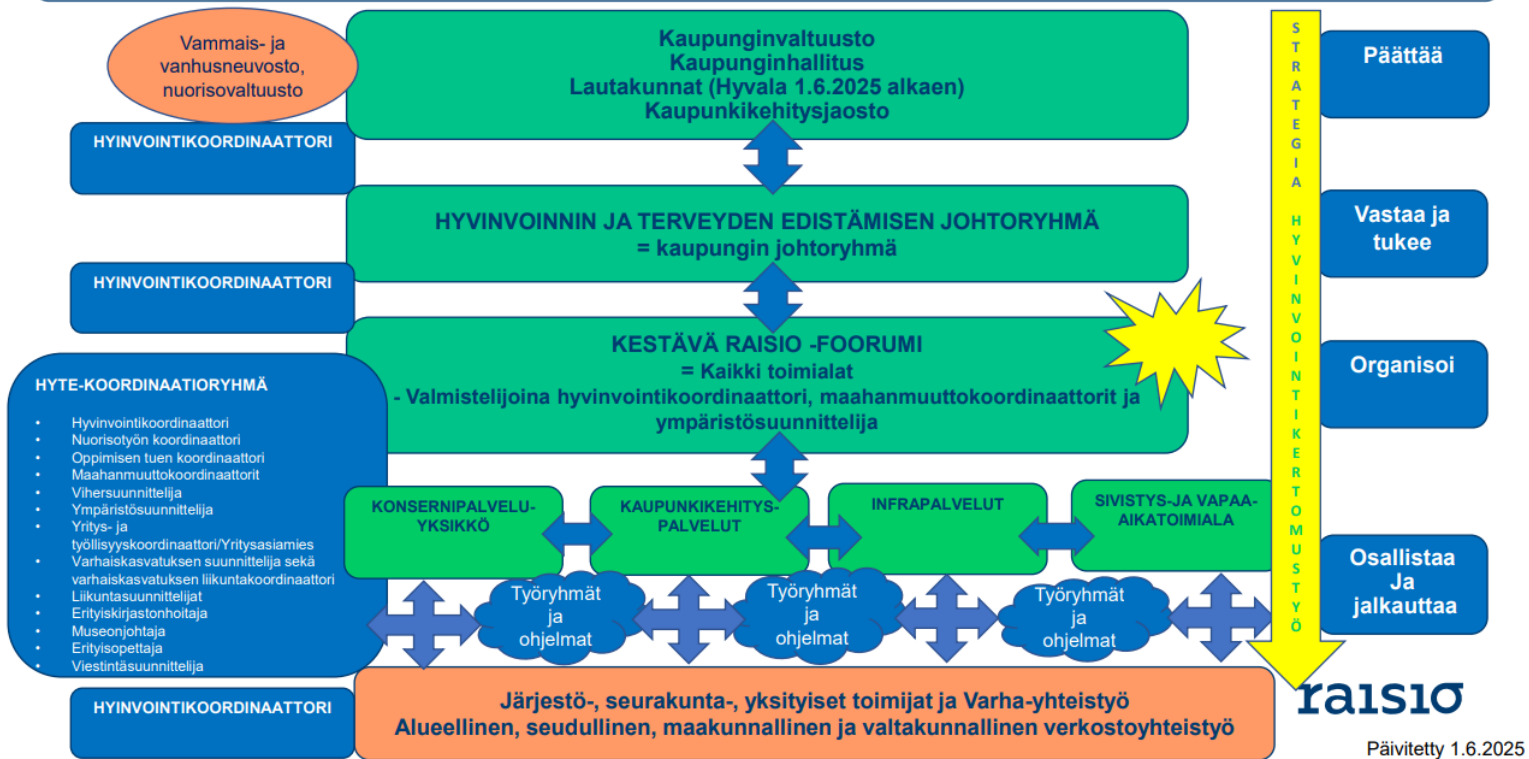 Vammais- ja
vanhusneuvosto,
nuorisovaltuusto
Kaupunginvaltuusto
Kaupunginhallitus
Lautakunnat (Hyvala 1.6.2025 alkaen)
Kaupunkikehitysjaosto
HYINVOINTIKOORDINAATTORI
HYVINVOINNIN JA TERVEYDEN EDISTÄMISEN JOHTORYHMÄ
= kaupungin johtoryhmä
HYINVOINTIKOORDINAATTORI
KESTÄVÄ RAISIO -FOORUMI
= Kaikki toimialat
- Valmistelijoina hyvinvointikoordinaattori, maahanmuuttokoordinaattorit ja
ympäristösuunnittelija
HYTE-KOORDINAATIORYHMÄ
• Hyvinvointikoordinaattori
• Nuorisotyön koordinaattori
• Oppimisen tuen koordinaattori
• Maahanmuuttokoordinaattorit
• Vihersuunnittelija
• Ympäristösuunnittelija
• Yritys- ja
työllisyyskoordinaattori/Yritysasiamies
• Varhaiskasvatuksen suunnittelija sekä
varhaiskasvatuksen liikuntakoordinaattori
• Liikuntasuunnittelijat
• Erityiskirjastonhoitaja
• Museonjohtaja
• Erityisopettaja
• Viestintäsuunnittelija
KONSERNIPALVELU-
YKSIKKÖ
KAUPUNKIKEHITYS-
PALVELUT
INFRAPALVELUT
SIVISTYS-JA VAPAA-
AIKATOIMIALA
Työryhmät
ja
ohjelmat
Työryhmät
ja
ohjelmat
Työryhmät
ja
ohjelmat
HYINVOINTIKOORDINAATTORI
Järjestö-, seurakunta-, yksityiset toimijat ja Varha-yhteistyö
Alueellinen, seudullinen, maakunnallinen ja valtakunnallinen verkostoyhteistyö
STRATEGIA HYVINVOINTIKERTOMUSTYÖ
Päättää
Vastaa ja
tukee
Organisoi
Osallistaa
Ja
jalkauttaa
raisio
Päivitetty 1.6.2025